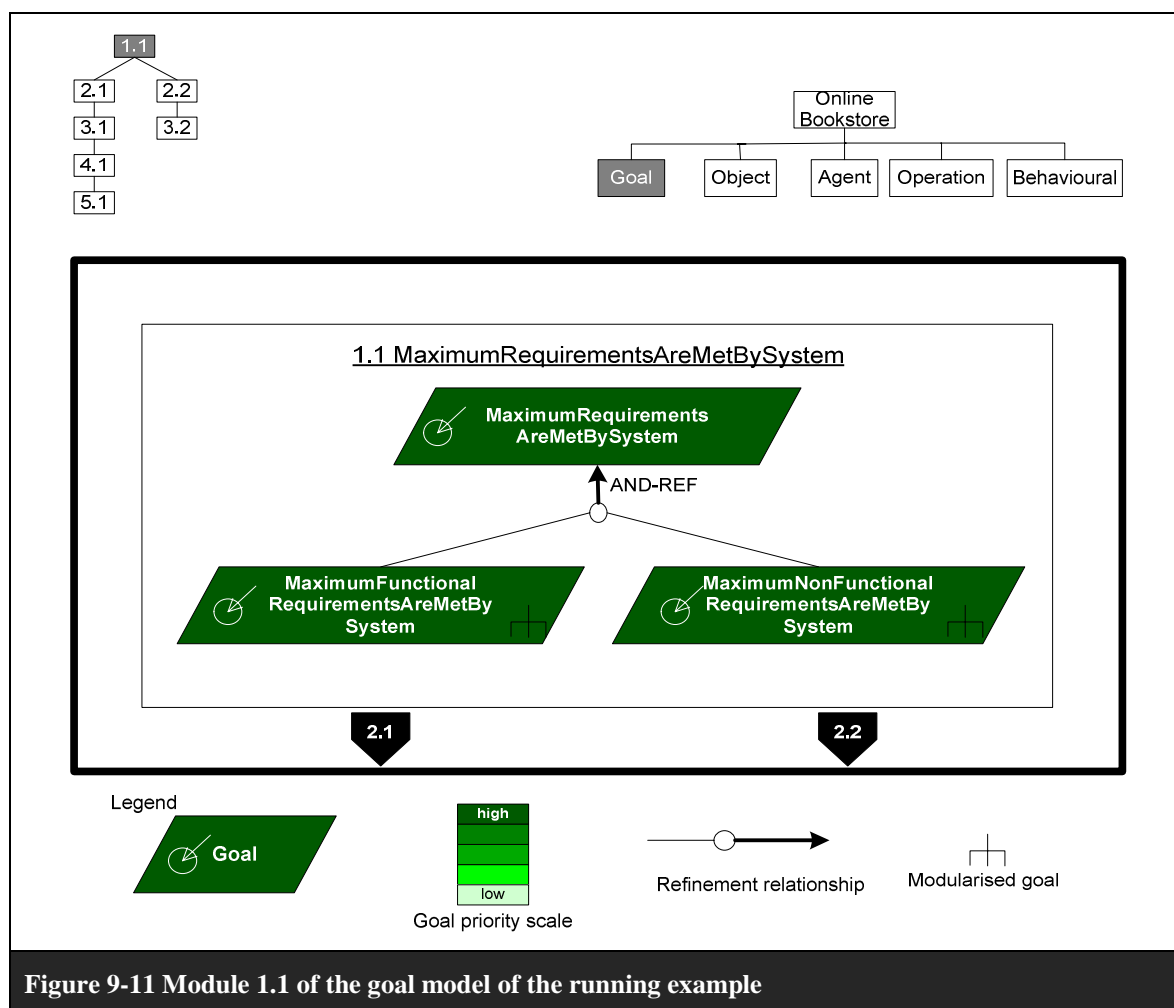 1.1
2.1
2.2
3.1
3.2
4.1
5.1
Online
Bookstore
Goal
Object
Agent
Operation
Behavioural
1.1 MaximumRequirementsAreMetBySystem
MaximumRequirements
AreMetBySystem
AND-REF
MaximumFunctional
RequirementsAreMetBy
System
MaximumNonFunctional
RequirementsAreMetBy
System
2.1
2.2
Legend
Goal
high
low
Goal priority scale
Refinement relationship
Modularised goal
Figure 9-11 Module 1.1 of the goal model of the running example